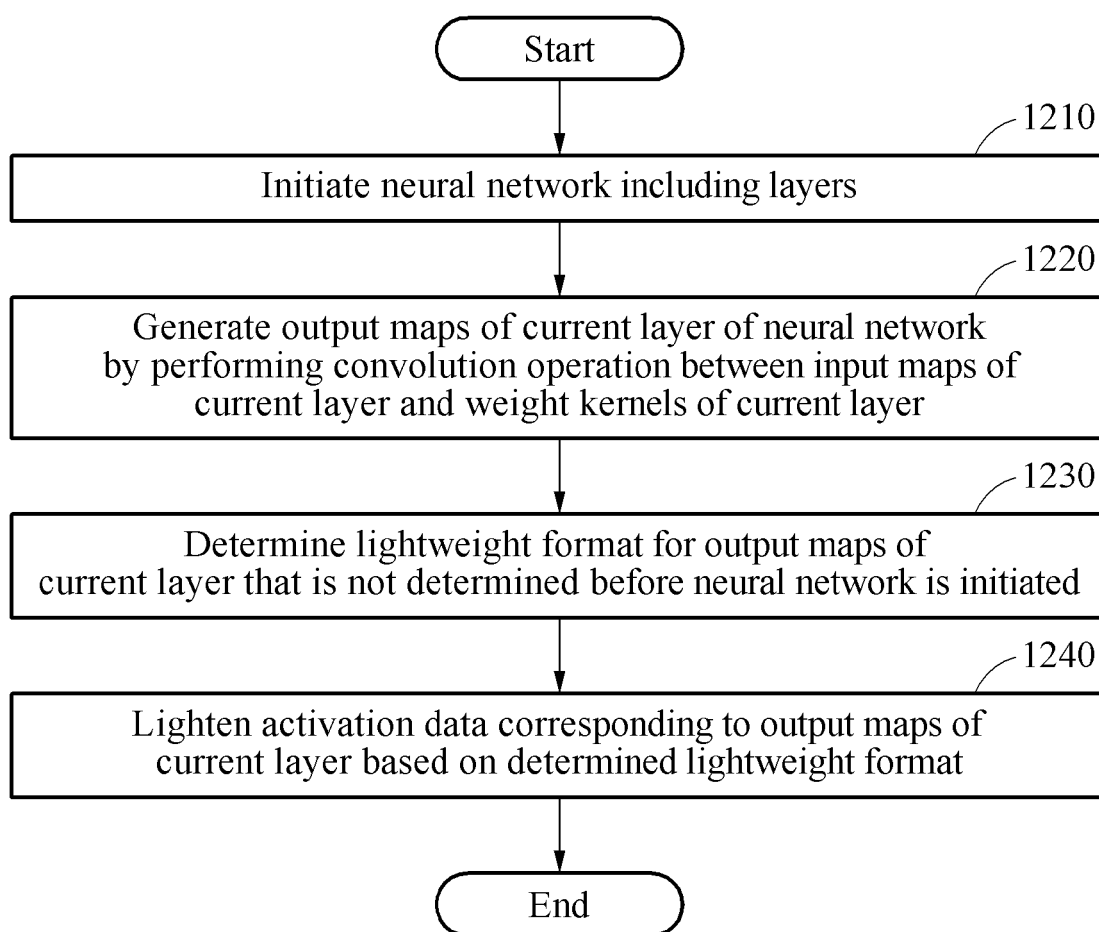 Start
1210
Initiate neural network including layers
1220
Generate output maps of current layer of neural network
by performing convolution operation between input maps of
current layer and weight kernels of current layer
1230
Determine lightweight format for output maps of
current layer that is not determined before neural network is initiated
1240
Lighten activation data corresponding to output maps of
current layer based on determined lightweight format
End